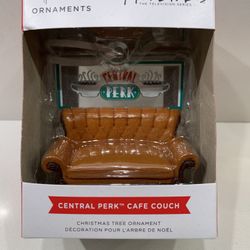 ORNAMENTS
THE TELEVISION SERIES
CENTRAL
PERK
CENTRAL PERK™ CAFE COUCH
CHRISTMAS TREE ORNAMENT
DÉCORATION POUR L'ARBRE DE NOËL